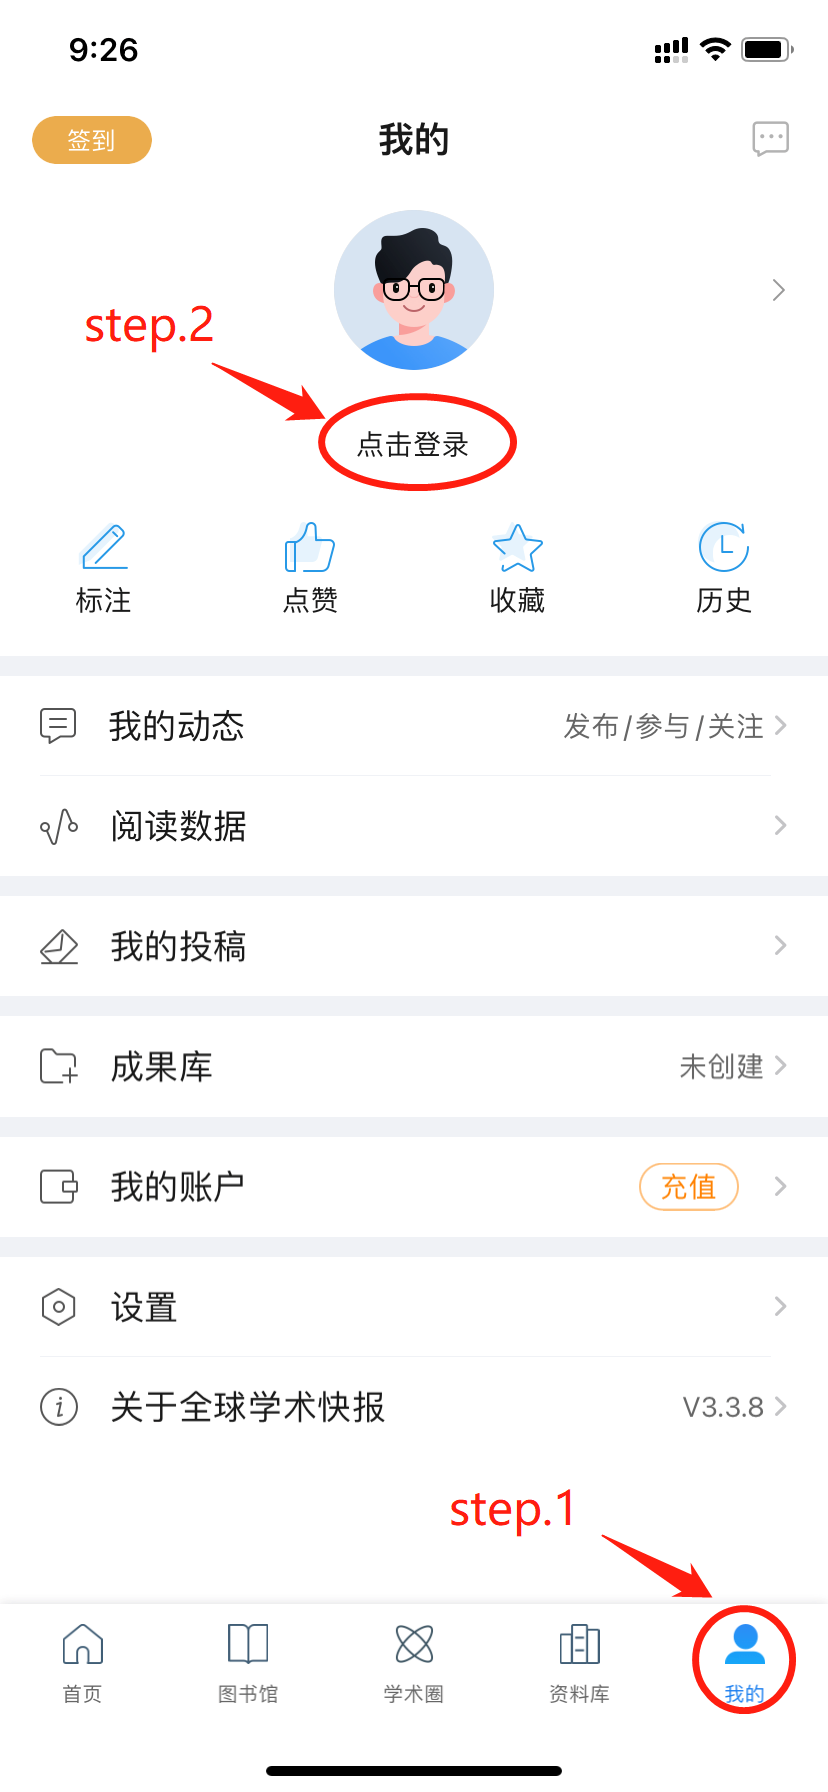 9:26
签到
我的
step.2
点击登录
标注 点赞 收藏 历史
我的动态 发布/参与/关注
阅读数据
我的投稿
成果库 未创建
我的账户 充值
设置
关于全球学术快报 V3.3.8
step.1
首页 图书馆 学术圈 资料库 我的